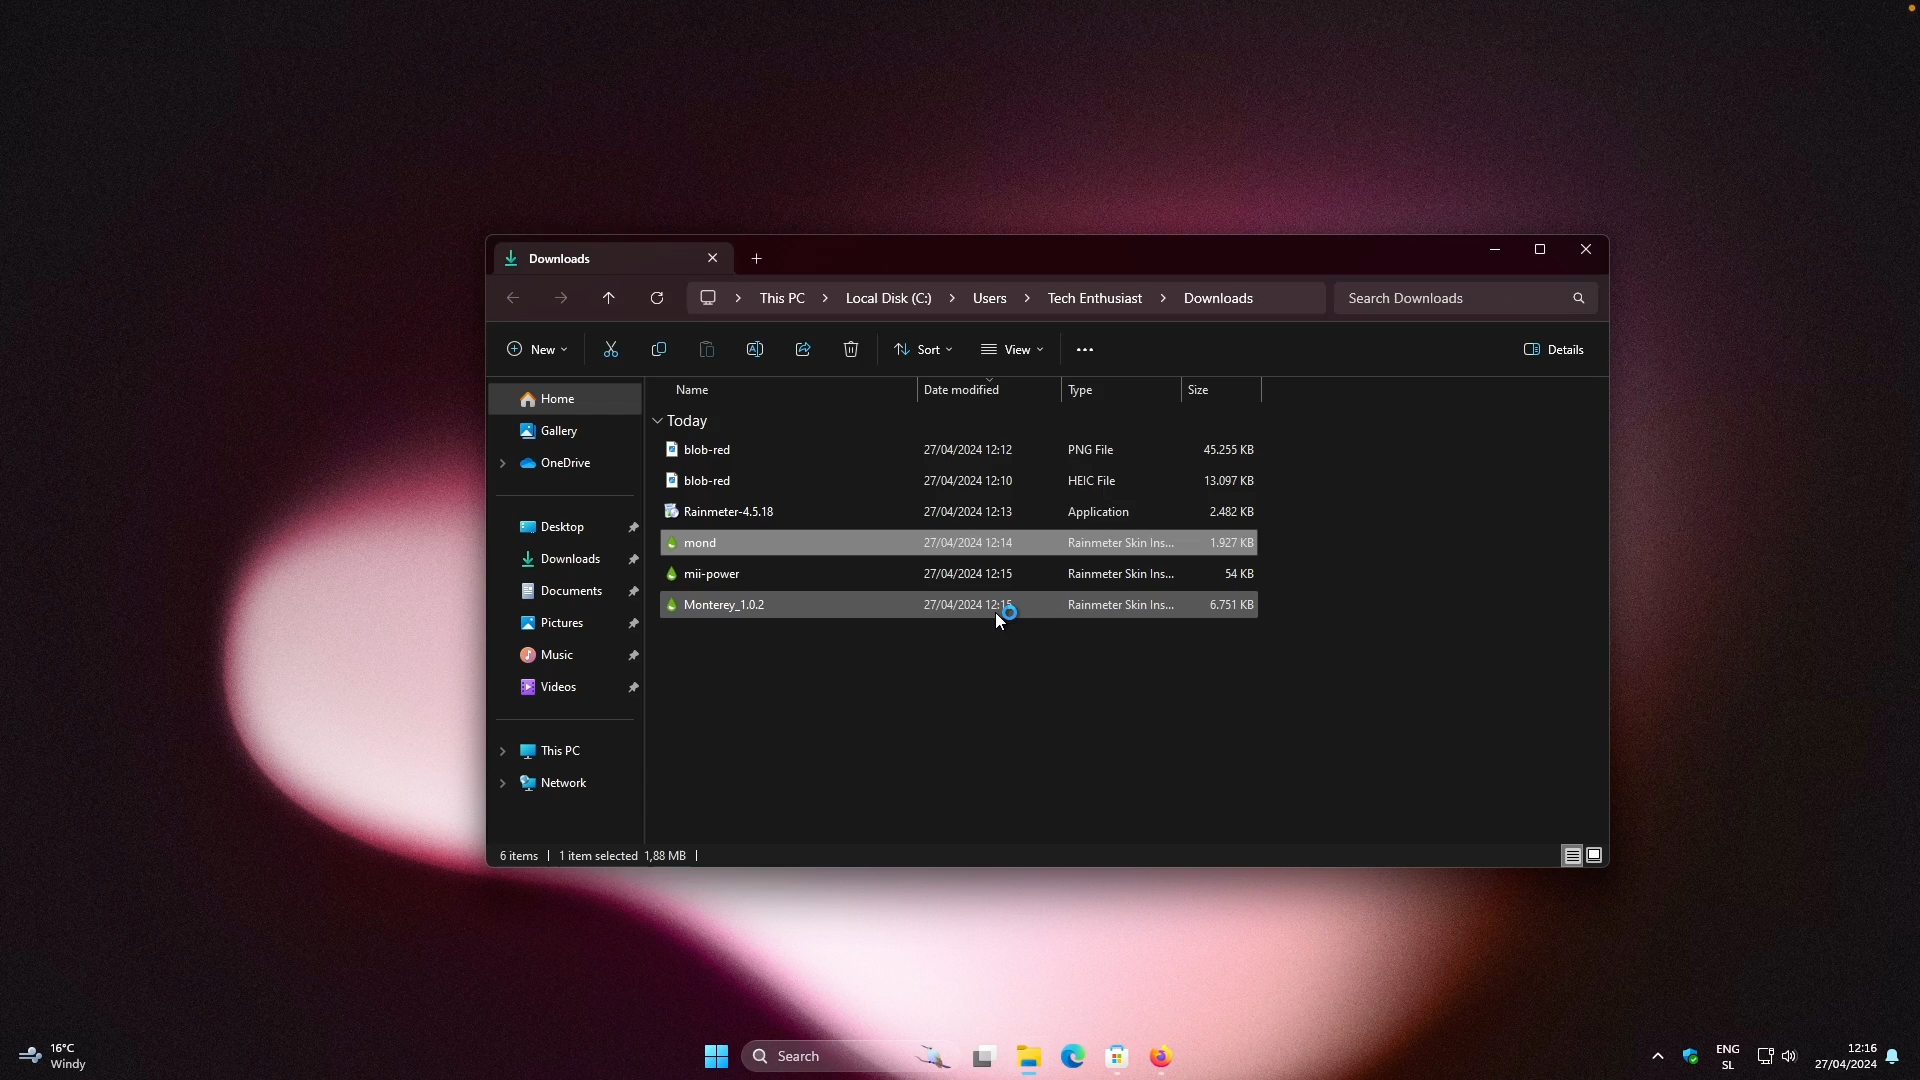 Downloads
This PC
Local Disk (C:)
Users
Tech Enthusiast
Downloads
Search Downloads
New
Sort
View
Details
Name
Date modified
Type
Size
Home
Gallery
OneDrive
Desktop
Downloads
Documents
Pictures
Music
Videos
This PC
Network
Today
blob-red 27/04/2024 12:12 PNG File 45.255 KB
blob-red 27/04/2024 12:10 HEIC File 13.097 KB
Rainmeter-4.5.18 27/04/2024 12:13 Application 2.482 KB
mond 27/04/2024 12:14 Rainmeter Skin Ins... 1.927 KB
mii-power 27/04/2024 12:15 Rainmeter Skin Ins... 54 KB
Monterey_1.0.2 27/04/2024 12:15 Rainmeter Skin Ins... 6.751 KB
6 items
1 item selected 1,88 MB
16°C
Windy
Search
ENG
SL
12:16
27/04/2024